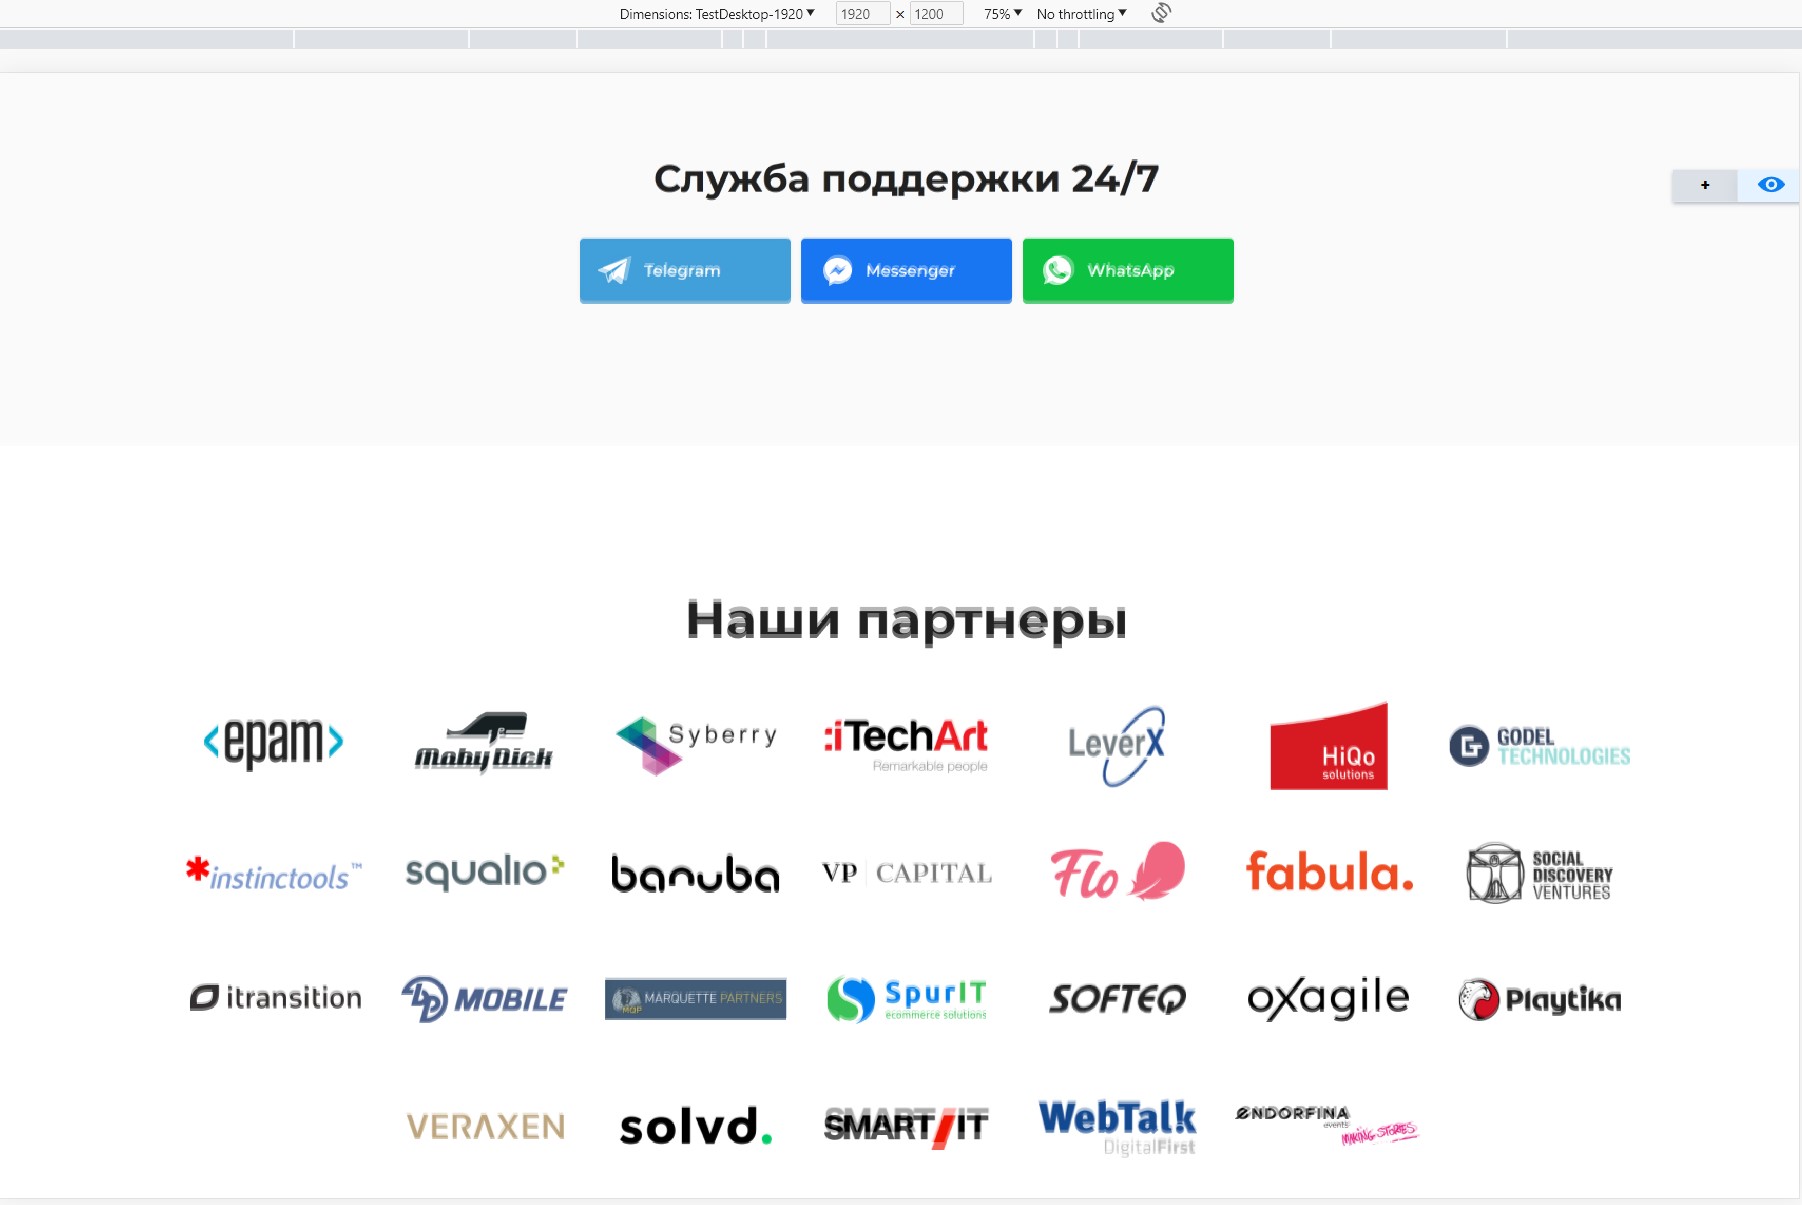 Dimensions: TestDesktop-1920 1920 × 1200 75% No throttling
Служба поддержки 24/7
+
Telegram Messenger WhatsApp
Наши партнеры
<epam> Moby Dick Syberry :iTechArt Remarkable people LeverX HiQo solutions GODEL TECHNOLOGIES
*instinctools™ squalio banuba VP CAPITAL Flo fabula. SOCIAL DISCOVERY VENTURES
itransition MOBILE MQP MARQUETTE PARTNERS SpurIT ecommerce solutions SOFTEQ oxagile Playtika
VERAXEN solvd. SMART/IT WebTalk DigitalFirst ENDORFINA events MAKING STORIES